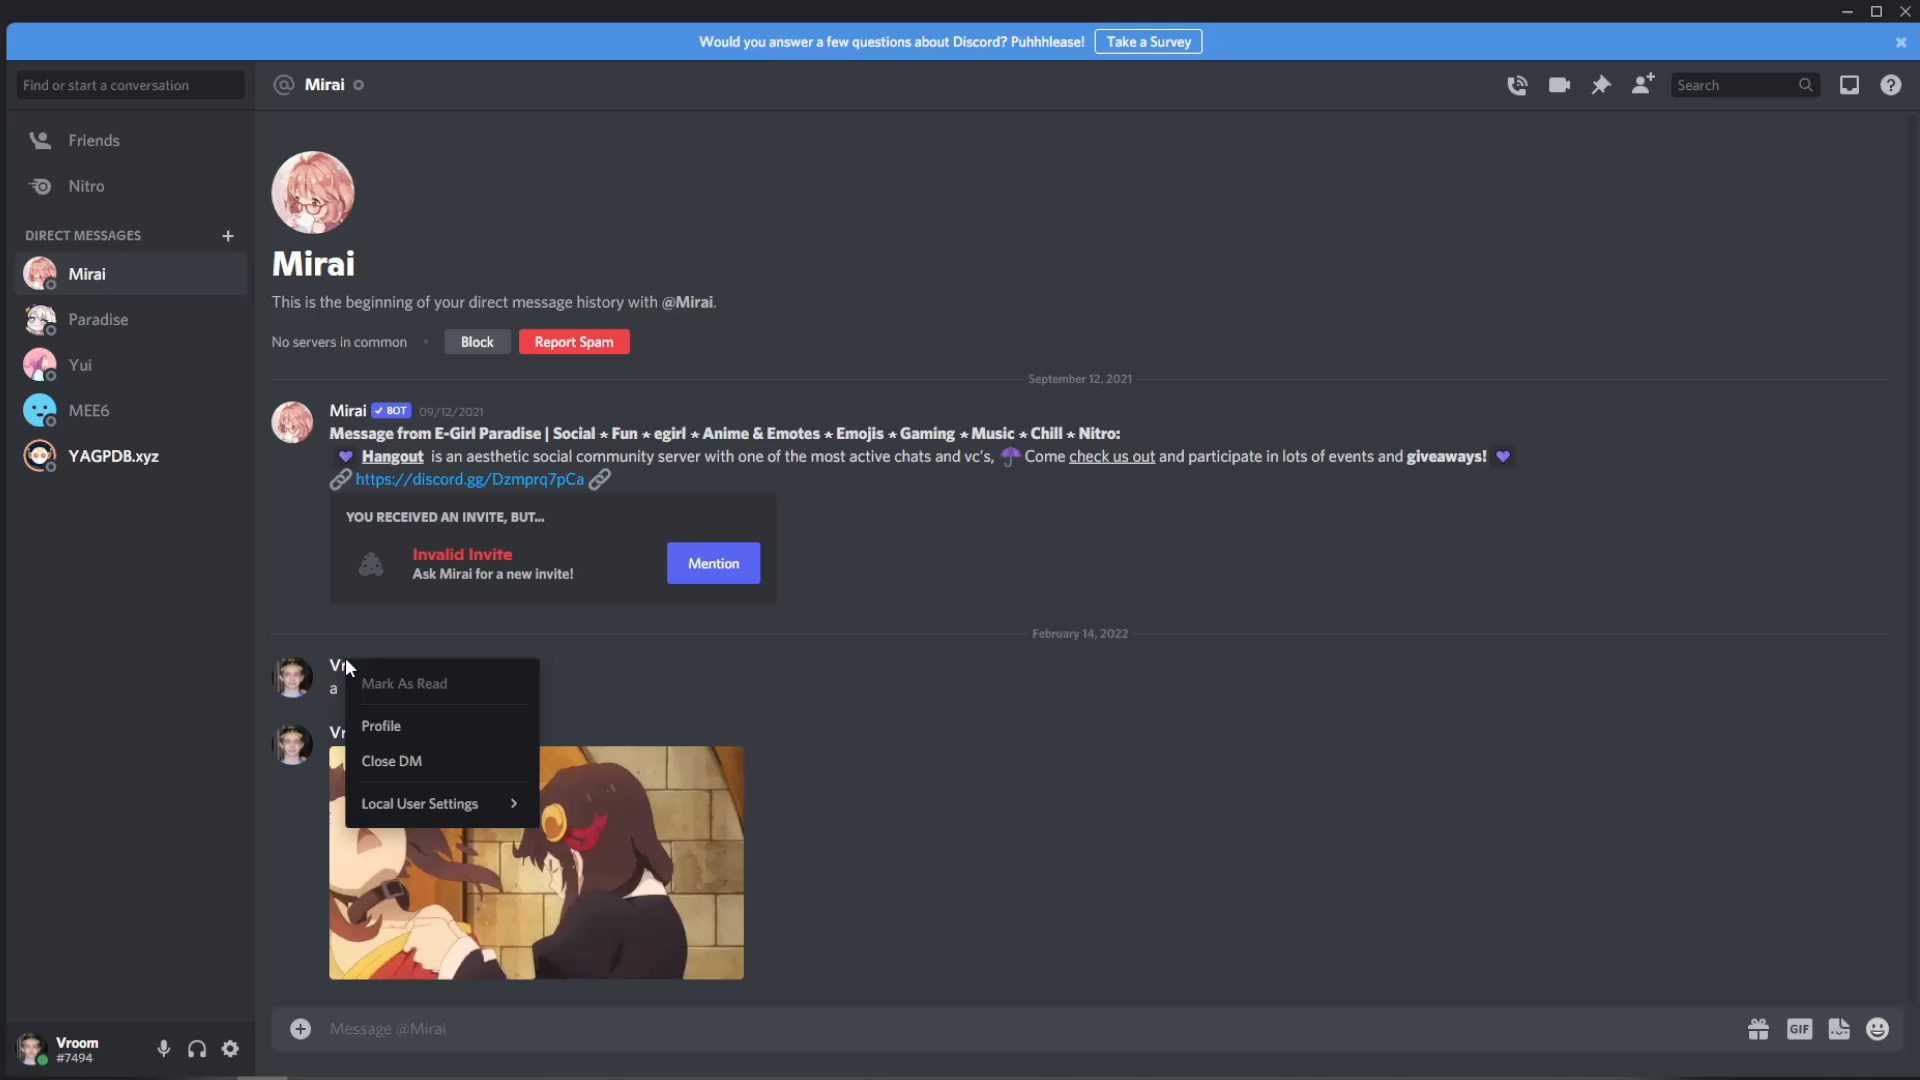 Would you answer a few questions about Discord? Puhhhlease! Take a Survey
Find or start a conversation
Mirai
Search
Friends
Nitro
DIRECT MESSAGES
Mirai
Paradise
Yui
MEE6
YAGPDB.xyz
Mirai
This is the beginning of your direct message history with @Mirai.
No servers in common • Block Report Spam
September 12, 2021
Mirai ✓ BOT 09/12/2021
Message from E-Girl Paradise | Social ⋆ Fun ⋆ egirl ⋆ Anime & Emotes ⋆ Emojis ⋆ Gaming ⋆ Music ⋆ Chill ⋆ Nitro:
💜 Hangout is an aesthetic social community server with one of the most active chats and vc's, ☂️ Come check us out and participate in lots of events and giveaways! 💜
🔗 https://discord.gg/Dzmprq7pCa 🔗
YOU RECEIVED AN INVITE, BUT...
Invalid Invite
Ask Mirai for a new invite!
Mention
February 14, 2022
a
Mark As Read
Profile
Close DM
Local User Settings
Message @Mirai
GIF
Vroom
#7494